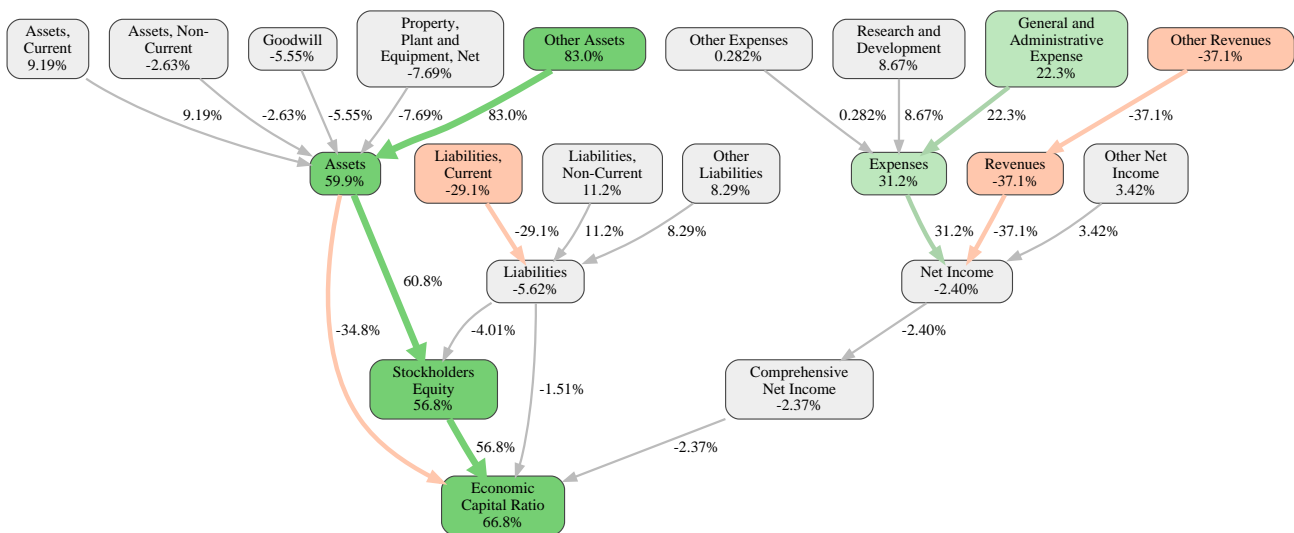 Assets,
Current
9.19%
Assets, Non-
Current
-2.63%
Goodwill
-5.55%
Property,
Plant and
Equipment, Net
-7.69%
Other Assets
83.0%
Other Expenses
0.282%
Research and
Development
8.67%
General and
Administrative
Expense
22.3%
Other Revenues
-37.1%
9.19%
-2.63%
-5.55%
-7.69%
83.0%
0.282%
8.67%
22.3%
-37.1%
Assets
59.9%
Liabilities,
Current
-29.1%
Liabilities,
Non-Current
11.2%
Other
Liabilities
8.29%
Expenses
31.2%
Revenues
-37.1%
Other Net
Income
3.42%
-29.1%
11.2%
8.29%
31.2%
-37.1%
3.42%
60.8%
Liabilities
-5.62%
Net Income
-2.40%
-34.8%
-4.01%
-2.40%
Stockholders
Equity
56.8%
-1.51%
Comprehensive
Net Income
-2.37%
56.8%
-2.37%
Economic
Capital Ratio
66.8%